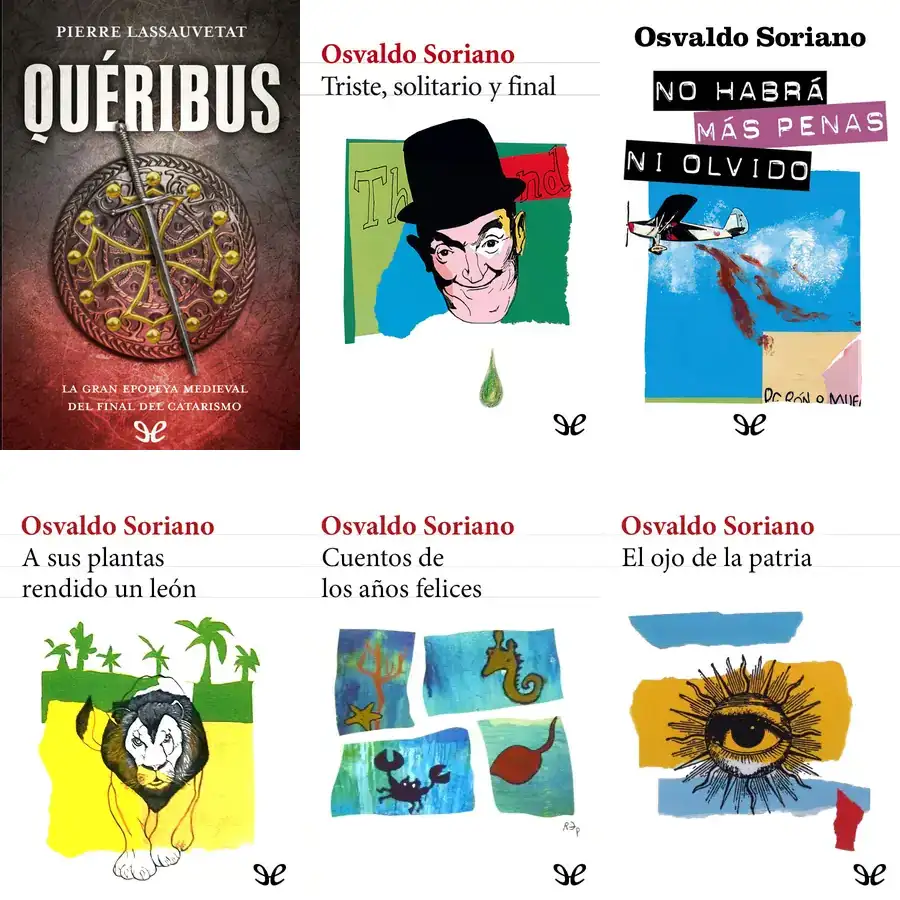 PIERRE LASSAUVETAT
QUÉRIBUS
LA GRAN EPOPEYA MEDIEVAL
DEL FINAL DEL CATARISMO
Osvaldo Soriano
Triste, solitario y final
Th nd
Osvaldo Soriano
NO HABRÁ
MÁS PENAS
NI OLVIDO
Osvaldo Soriano
A sus plantas
rendido un león
Osvaldo Soriano
Cuentos de
los años felices
Osvaldo Soriano
El ojo de la patria